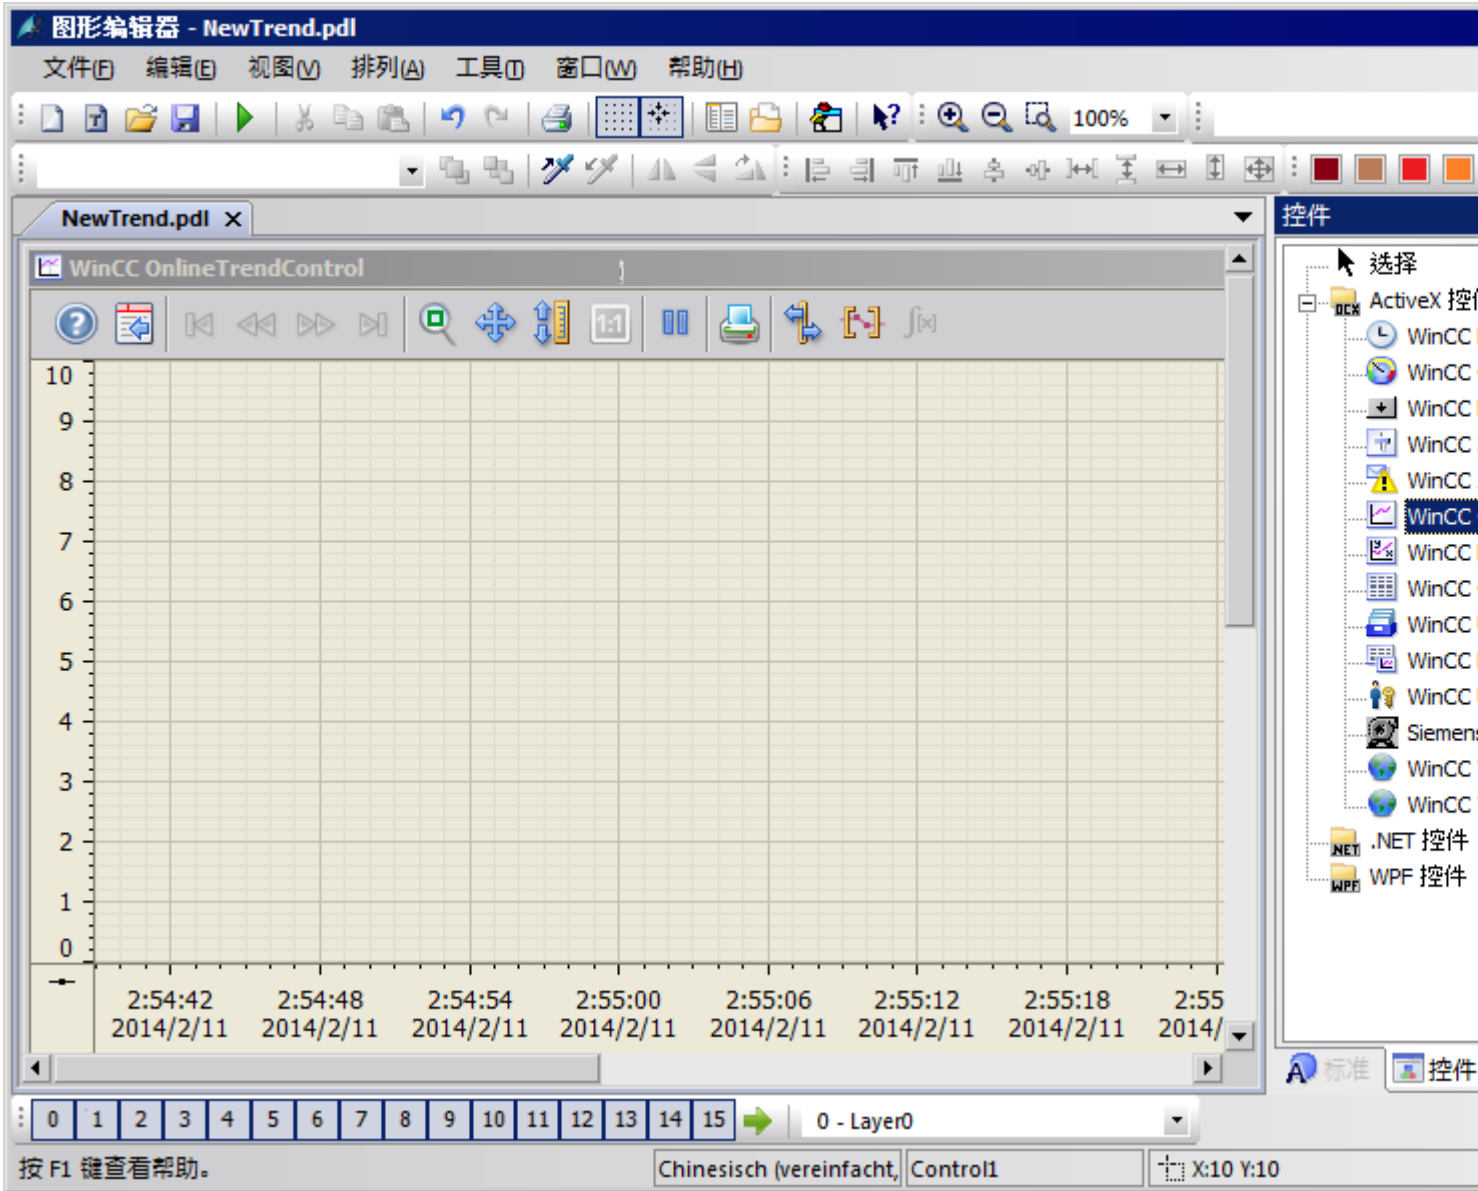 图形编辑器 - NewTrend.pdl
文件(F) 编辑(E) 视图(V) 排列(A) 工具(T) 窗口(W) 帮助(H)
100%
NewTrend.pdl
控件
WinCC OnlineTrendControl
选择
ActiveX
WinCC
WinCC
WinCC
WinCC
WinCC
WinCC
WinCC
WinCC
WinCC
WinCC
WinCC
Siemens
WinCC
WinCC
.NET 控件
WPF 控件
1:1
10
9
8
7
6
5
4
3
2
1
0
2:54:42 2:54:48 2:54:54 2:55:00 2:55:06 2:55:12 2:55:18 2:55
2014/2/11 2014/2/11 2014/2/11 2014/2/11 2014/2/11 2014/2/11 2014/2/11 2014/
标准 控件
0 1 2 3 4 5 6 7 8 9 10 11 12 13 14 15 0 - Layer0
按 F1 键查看帮助。 Chinesisch (vereinfacht, Control1 X:10 Y:10